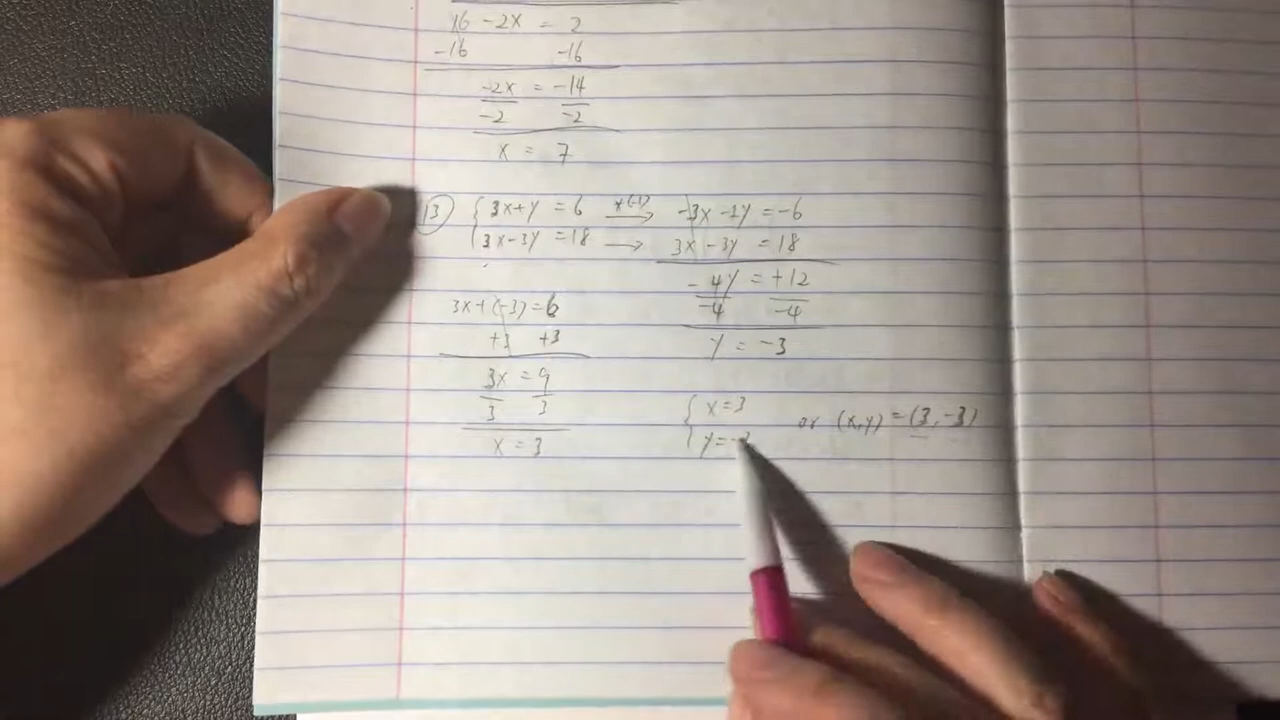 16 - 2x = 2
-16 -16
-2x = -14
-2 -2
x = 7
13 { 3x+y = 6 x(-1) → -3x -1y = -6
3x-3y = 18 → 3x -3y = 18
-4y = +12
-4 -4
y = -3
3x+(-3) = 6
+3 +3
3x = 9
3 3
x = 3
{ x = 3 or (x,y) = (3,-3)
y = -3